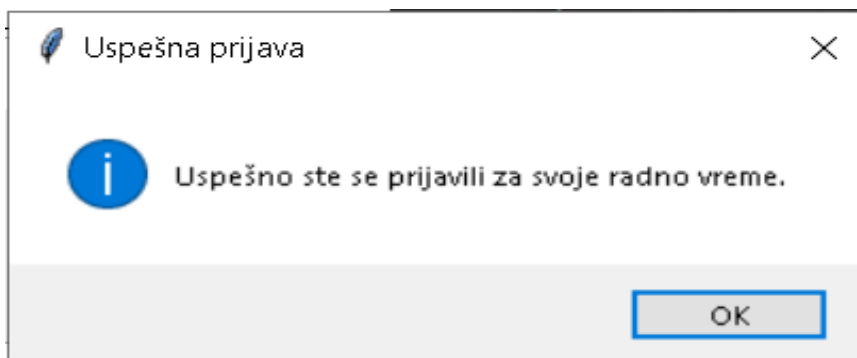 Uspešna prijava
Uspešno ste se prijavili za svoje radno vreme.
OK